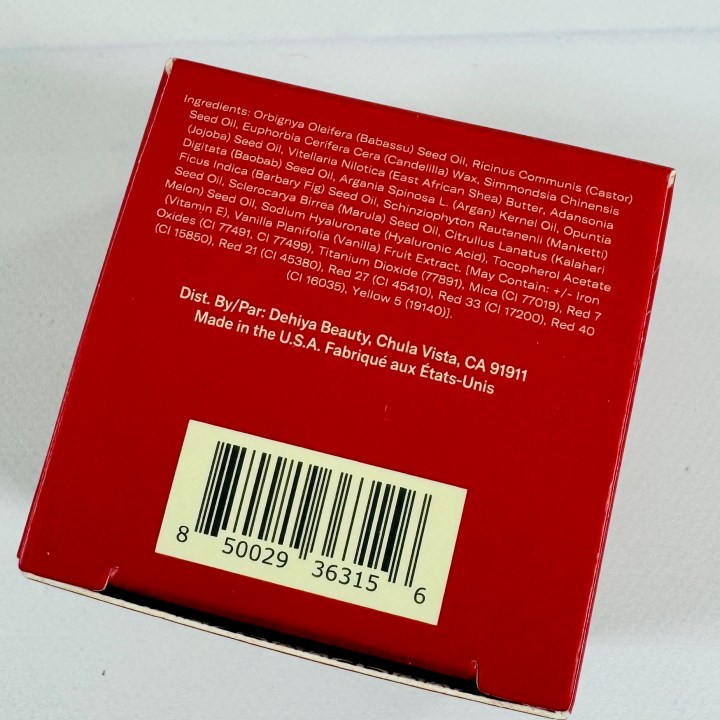 Ingredients: Orbignya Oleifera (Babassu) Seed Oil, Ricinus Communis (Castor)
Seed Oil, Euphorbia Cerifera Cera (Candelilla) Wax, Simmondsia Chinensis
(Jojoba) Seed Oil, Vitellaria Nilotica (East African Shea) Butter, Adansonia
Digitata (Baobab) Seed Oil, Argania Spinosa L. (Argan) Kernel Oil, Opuntia
Ficus Indica (Barbary Fig) Seed Oil, Schinziophyton Rautanenii (Manketti)
Seed Oil, Sclerocarya Birrea (Marula) Seed Oil, Citrullus Lanatus (Kalahari
Melon) Seed Oil, Sodium Hyaluronate (Hyaluronic Acid), Tocopherol Acetate
(Vitamin E), Vanilla Planifolia (Vanilla) Fruit Extract. [May Contain: +/- Iron
Oxides (CI 77491, CI 77499), Titanium Dioxide (77891), Mica (CI 77019), Red 7
(CI 15850), Red 21 (CI 45380), Red 27 (CI 45410), Red 33 (CI 17200), Red 40
(CI 16035), Yellow 5 (19140)].
Dist. By/Par: Dehiya Beauty, Chula Vista, CA 91911
Made in the U.S.A. Fabriqué aux États-Unis
8 50029 36315 6